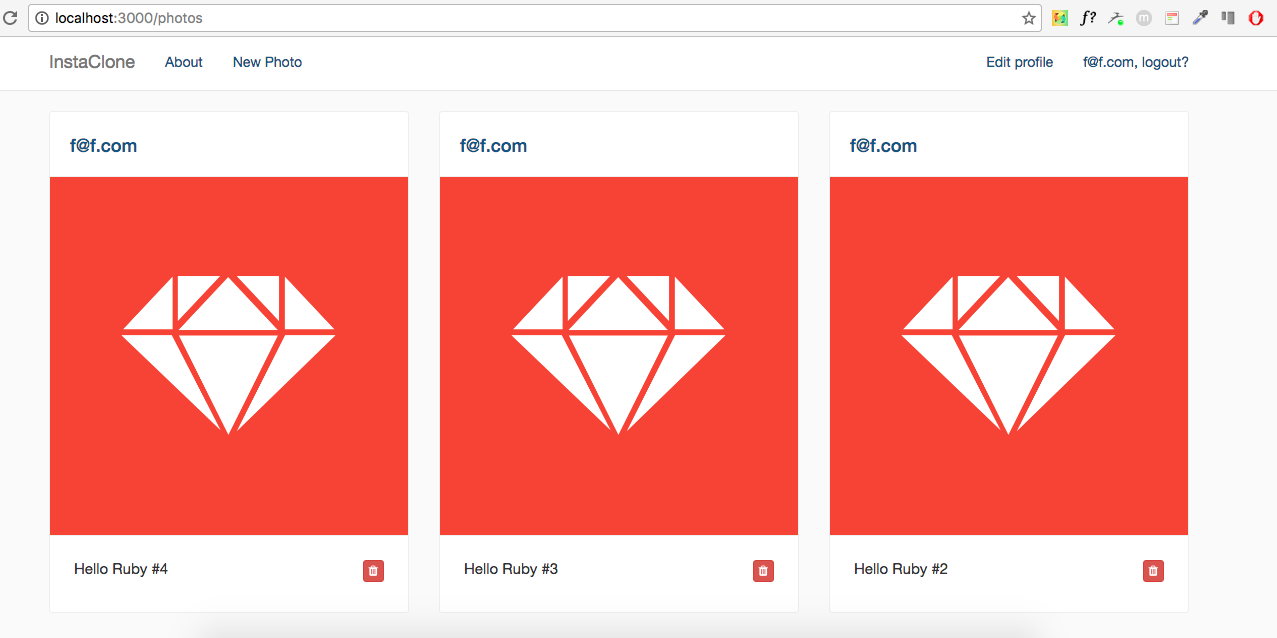 localhost:3000/photos
f?
m
InstaClone About New Photo Edit profile f@f.com, logout?
f@f.com f@f.com f@f.com
Hello Ruby #4 Hello Ruby #3 Hello Ruby #2